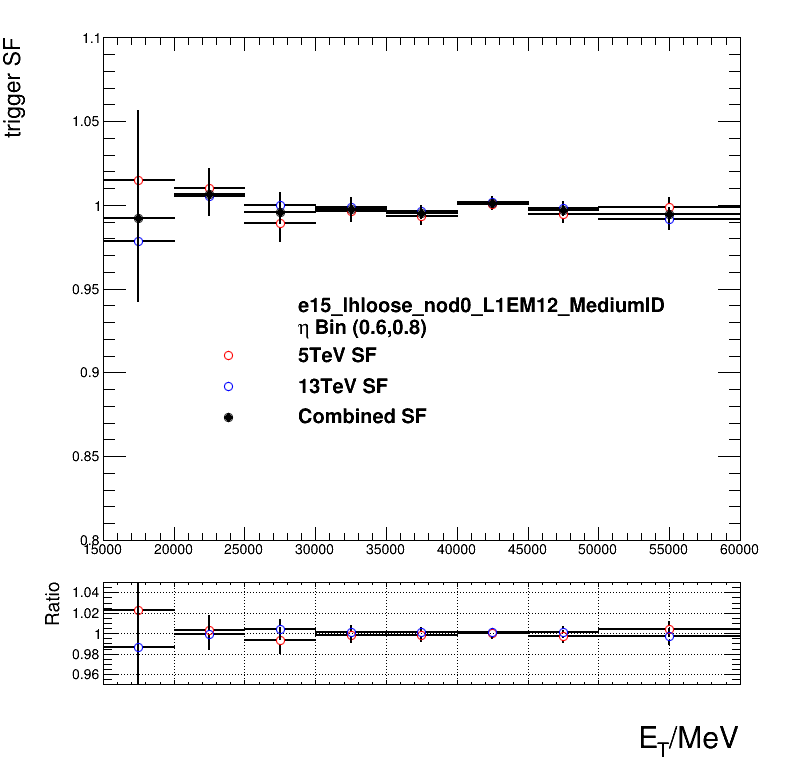 trigger SF
1.1
1.05
1
0.95
0.9
0.85
0.8
e15_lhloose_nod0_L1EM12_MediumID
η Bin (0.6,0.8)
5TeV SF
13TeV SF
Combined SF
15000 20000 25000 30000 35000 40000 45000 50000 55000 60000
Ratio
1.04
1.02
1
0.98
0.96
E_T/MeV